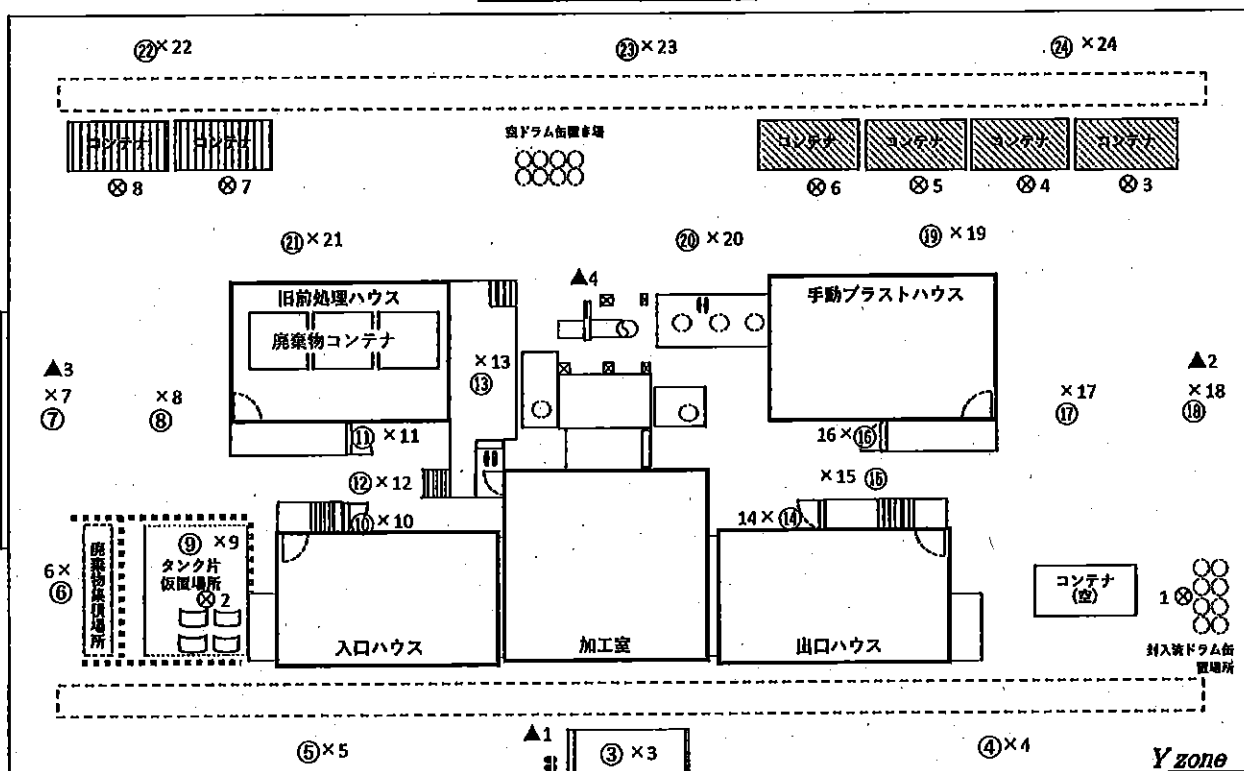 ㉒×22 ㉓×23 ㉔×24
コンテナ コンテナ 空ドラム缶置き場 コンテナ コンテナ コンテナ コンテナ
⊗8 ⊗7 ⊗6 ⊗5 ⊗4 ⊗3
㉑×21 ⑳×20 ⑲×19
▲4
旧前処理ハウス 手動ブラストハウス
廃棄物コンテナ
▲3 ×13 ▲2
×7 ×8 ⑬ ×17 ×18
⑦ ⑧ ⑰ ⑱
⑪×11 16×⑯
⑫×12 ×15 ⑯
⑩×10 14×⑭
⑨ ×9
6× タンク片
⑥ 仮置場所
廃棄物集積場所
⊗2
コンテナ
(空)
1⊗
入口ハウス 加工室 出口ハウス
封入済ドラム缶
置場所
▲1
⑤×5 ③×3 ④×4
Y zone